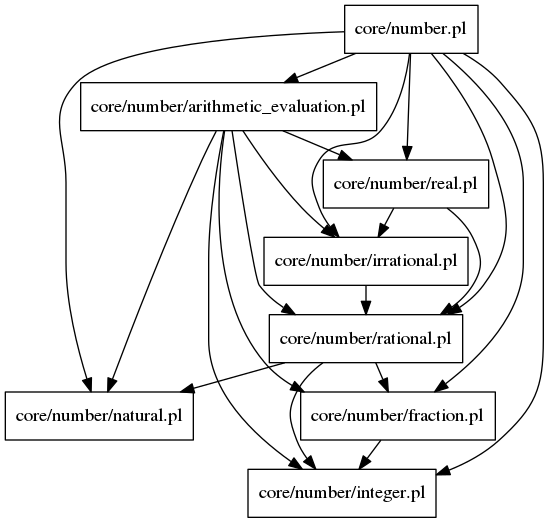 core/number.pl
core/number/arithmetic_evaluation.pl
core/number/real.pl
core/number/irrational.pl
core/number/rational.pl
core/number/natural.pl
core/number/fraction.pl
core/number/integer.pl